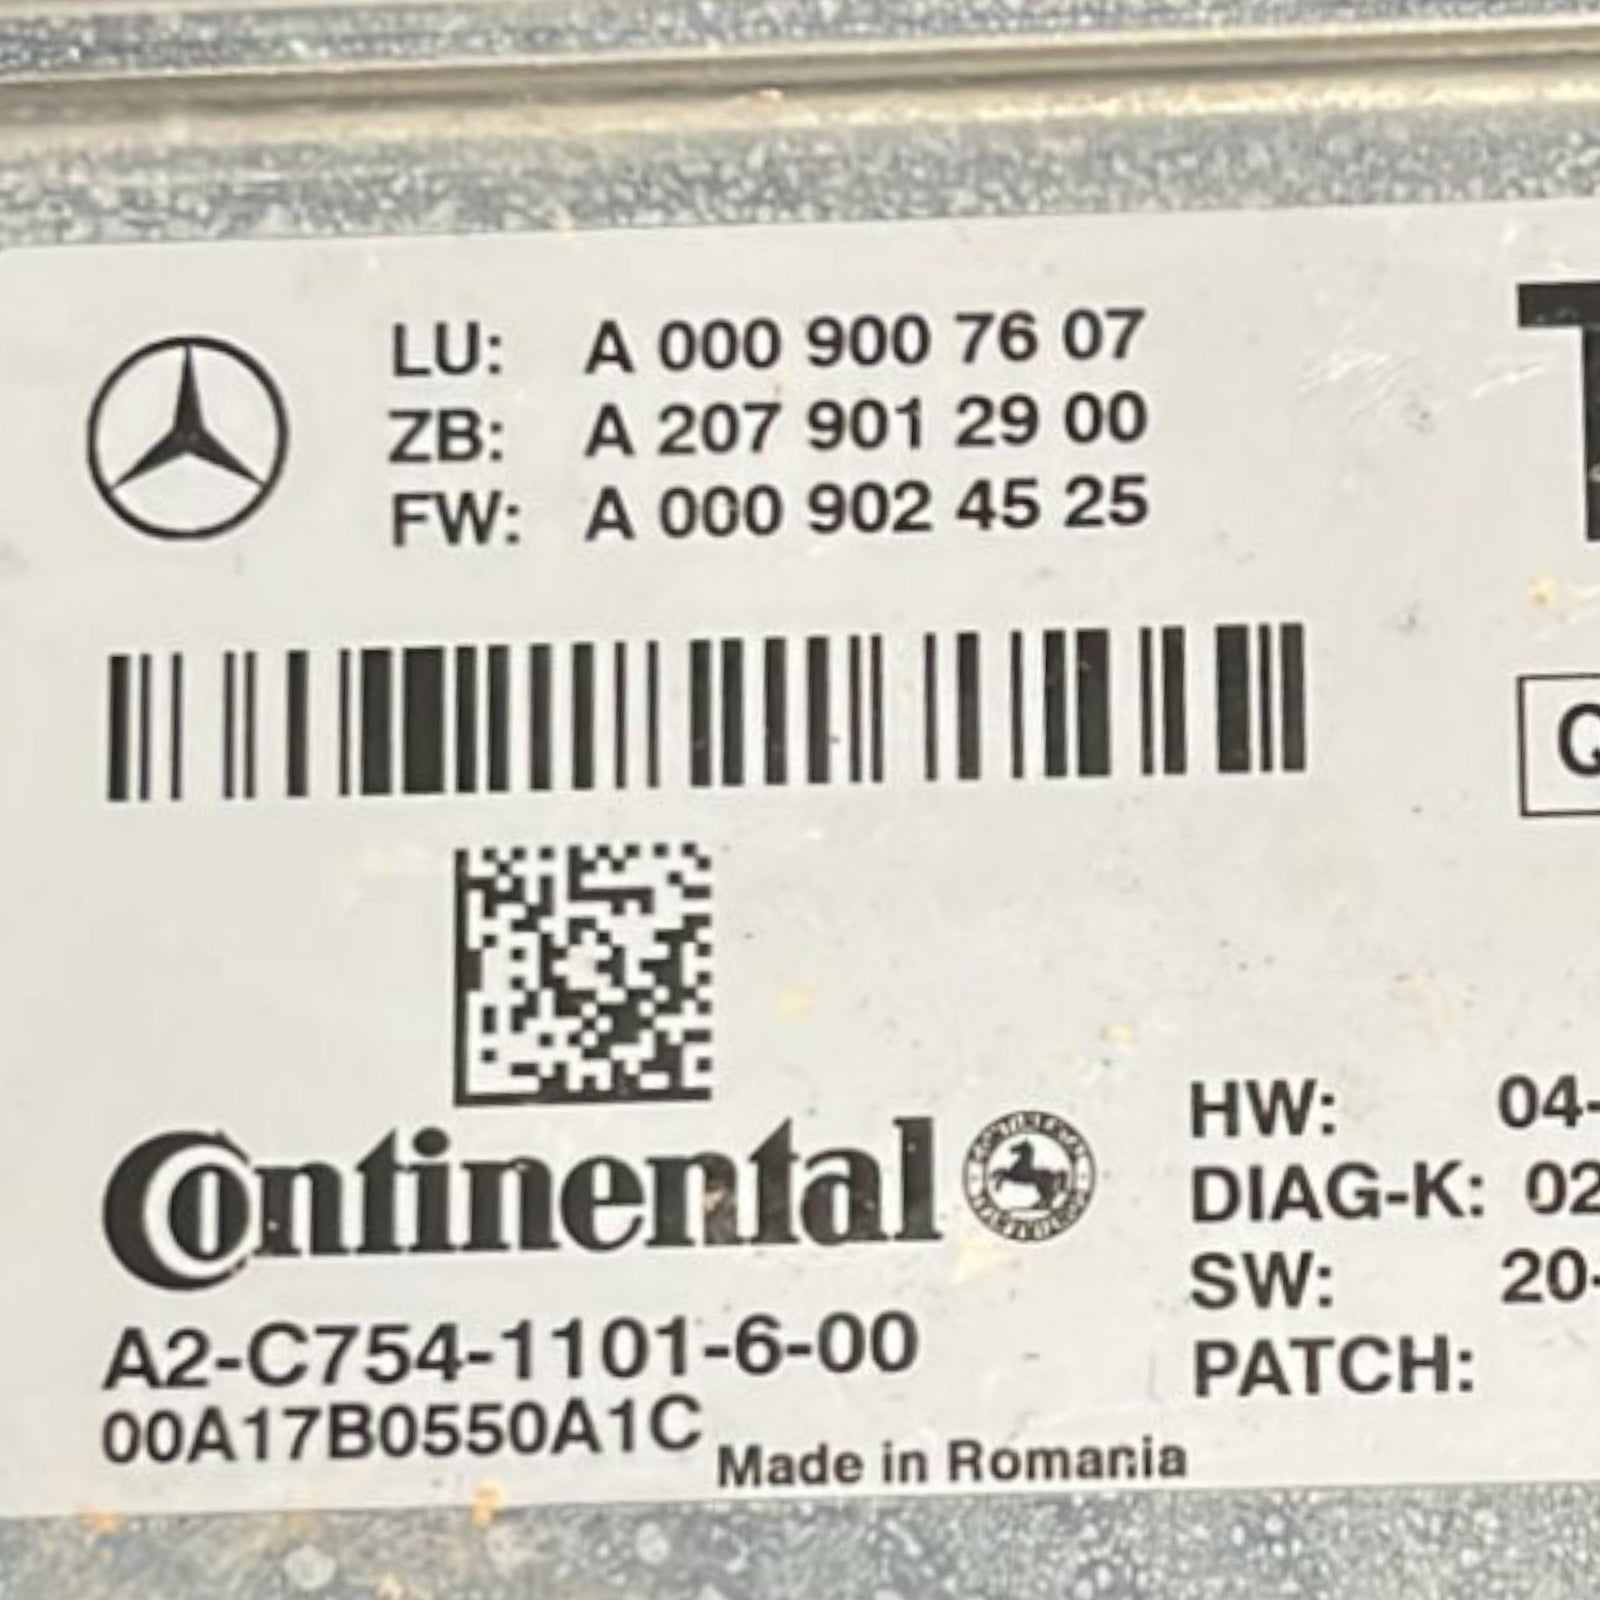 LU: A 000 900 76 07
ZB: A 207 901 29 00
FW: A 000 902 45 25
T
Q
Continental
CONTINENTAL
HW: 04-
DIAG-K: 02
SW: 20-
PATCH:
A2-C754-1101-6-00
00A17B0550A1C
Made in Romania